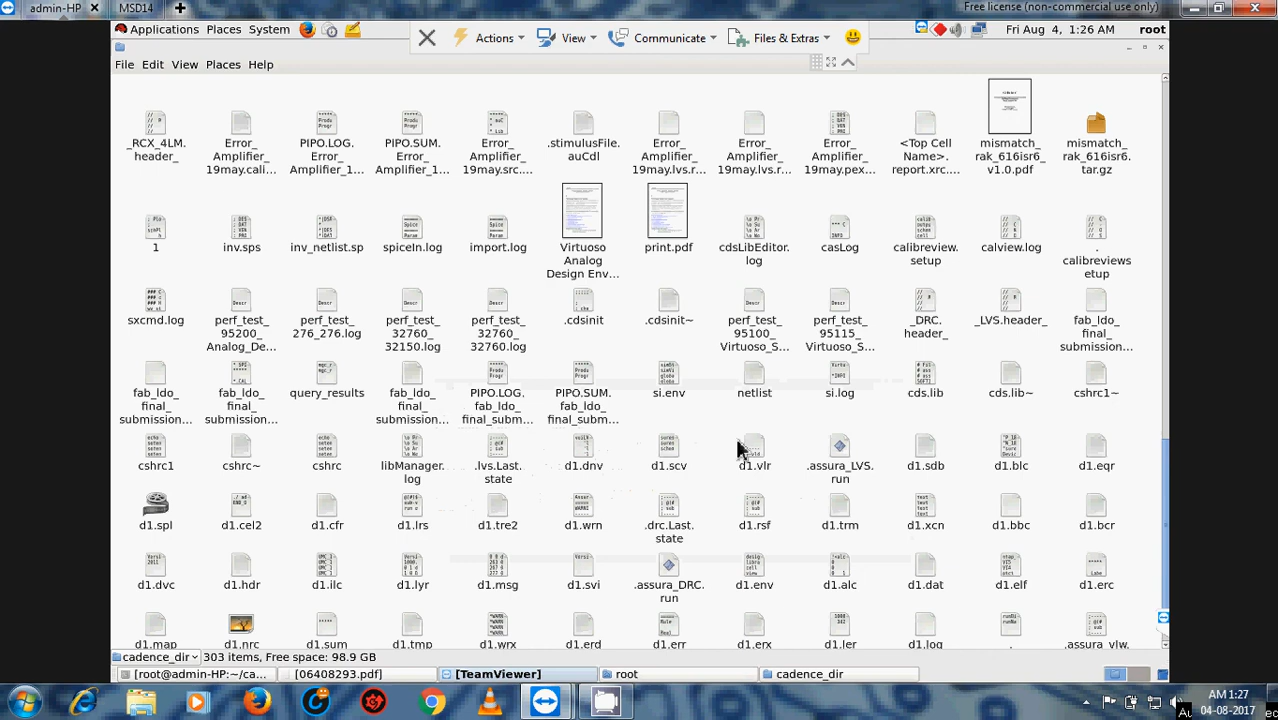 admin-HP
MSD14
Free license (non-commercial use only)
Applications Places System
Fri Aug 4, 1:26 AM root
Actions View Communicate Files & Extras
File Edit View Places Help
_RCX_4LM.
header_
Error_
Amplifier_
19may.cali...
PIPO.LOG.
Error_
Amplifier_1...
PIPO.SUM.
Error_
Amplifier_1...
Error_
Amplifier_
19may.src....
.stimulusFile.
auCdl
Error_
Amplifier_
19may.lvs.r...
Error_
Amplifier_
19may.lvs.r...
Error_
Amplifier_
19may.pex...
<Top Cell
Name>.
report.xrc....
mismatch_
rak_616isr6_
v1.0.pdf
mismatch_
rak_616isr6.
tar.gz
1
inv.sps
inv_netlist.sp
spiceIn.log
import.log
Virtuoso
Analog
Design Env...
print.pdf
cdsLibEditor.
log
casLog
calibreview.
setup
calview.log
.
calibreviews
etup
sxcmd.log
perf_test_
95200_
Analog_De...
perf_test_
276_276.log
perf_test_
32760_
32150.log
perf_test_
32760_
32760.log
.cdsinit
.cdsinit~
perf_test_
95100_
Virtuoso_S...
perf_test_
95115_
Virtuoso_S...
_DRC.
header_
_LVS.header_
fab_ldo_
final_
submission...
fab_ldo_
final_
submission...
fab_ldo_
final_
submission...
query_results
fab_ldo_
final_
submission...
PIPO.LOG.
fab_ldo_
final_subm...
PIPO.SUM.
fab_ldo_
final_subm...
si.env
netlist
si.log
cds.lib
cds.lib~
cshrc1~
cshrc1
cshrc~
cshrc
libManager.
log
.lvs.Last.
state
d1.dnv
d1.scv
d1.vlr
.assura_LVS.
run
d1.sdb
d1.blc
d1.eqr
d1.spl
d1.cel2
d1.cfr
d1.lrs
d1.tre2
d1.wrn
.drc.Last.
state
d1.rsf
d1.trm
d1.xcn
d1.bbc
d1.bcr
d1.dvc
d1.hdr
d1.ilc
d1.lyr
d1.msg
d1.svi
.assura_DRC.
run
d1.env
d1.alc
d1.dat
d1.elf
d1.erc
d1.map
d1.nrc
d1.sum
d1.tmp
d1.wrx
d1.erd
d1.err
d1.erx
d1.ler
d1.log
.
.assura_vlw.
cadence_dir 303 items, Free space: 98.9 GB
[root@admin-HP:~/ca...
[06408293.pdf]
[TeamViewer]
root
cadence_dir
AM 1:27
04-08-2017